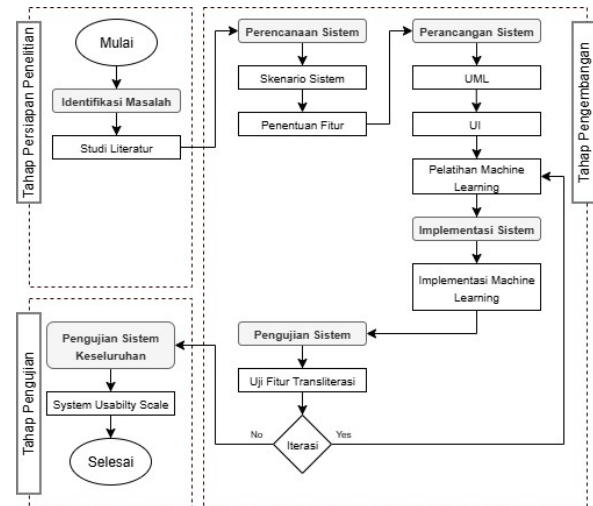 Tahap Persiapan Penelitian
Mulai
Identifikasi Masalah
Studi Literatur
Perencanaan Sistem
Skenario Sistem
Penentuan Fitur
Perancangan Sistem
UML
UI
Pelatihan Machine
Learning
Implementasi Sistem
Implementasi Machine
Learning
Tahap Pengembangan
Pengujian Sistem
Uji Fitur Transliterasi
Iterasi
No
Yes
Tahap Pengujian
Pengujian Sistem
Keseluruhan
System Usabilty Scale
Selesai